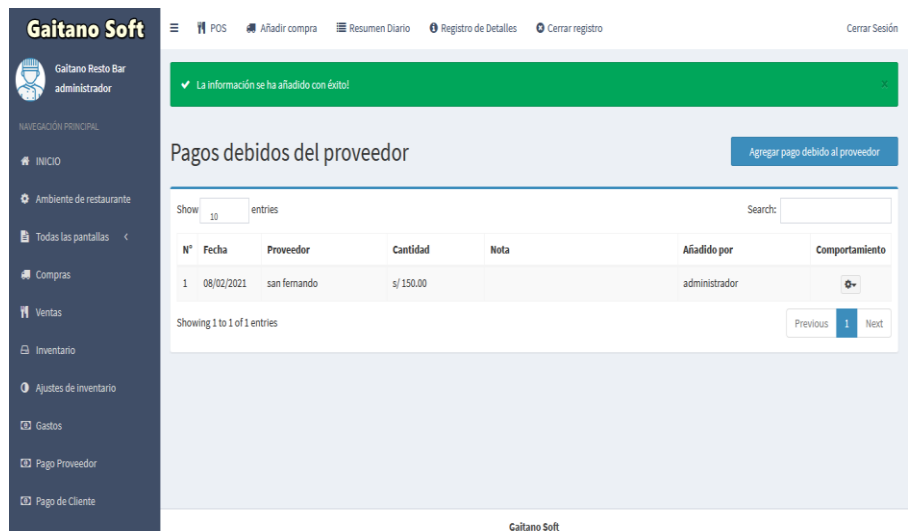 Gaitano Soft
POS Añadir compra Resumen Diario Registro de Detalles Cerrar registro Cerrar Sesión
Gaitano Resto Bar
administrador
NAVEGACIÓN PRINCIPAL
INICIO
Ambiente de restaurante
Todas las pantallas
Compras
Ventas
Inventario
Ajustes de inventario
Gastos
Pago Proveedor
Pago de Cliente
La información se ha añadido con éxito!
Pagos debidos del proveedor
Agregar pago debido al proveedor
Show 10 entries Search:
N° Fecha Proveedor Cantidad Nota Añadido por Comportamiento
1 08/02/2021 san fernando s/ 150.00 administrador
Showing 1 to 1 of 1 entries
Previous 1 Next
Gaitano Soft